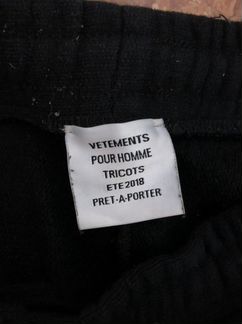 VETEMENTS
POUR HOMME
TRICOTS
ETE 2018
PRET-A-PORTER